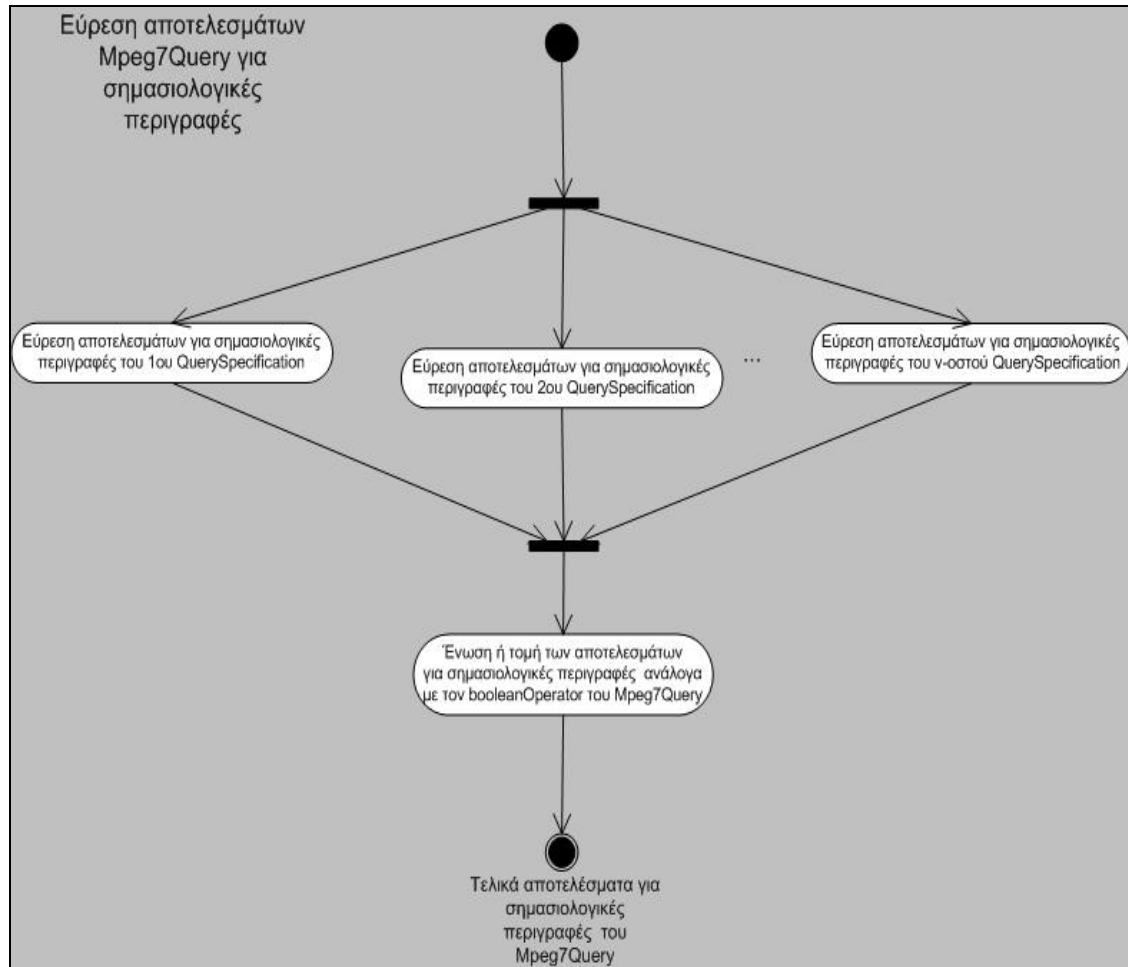 Εύρεση αποτελεσμάτων
Mpeg7Query για
σημασιολογικές
περιγραφές
Εύρεση αποτελεσμάτων για σημασιολογικές
περιγραφές του 1ου QuerySpecification
Εύρεση αποτελεσμάτων για σημασιολογικές
περιγραφές του 2ου QuerySpecification
...
Εύρεση αποτελεσμάτων για σημασιολογικές
περιγραφές του ν-οστού QuerySpecification
Ένωση ή τομή των αποτελεσμάτων
για σημασιολογικές περιγραφές ανάλογα
με τον booleanOperator του Mpeg7Query
Τελικά αποτελέσματα για
σημασιολογικές
περιγραφές του
Mpeg7Query